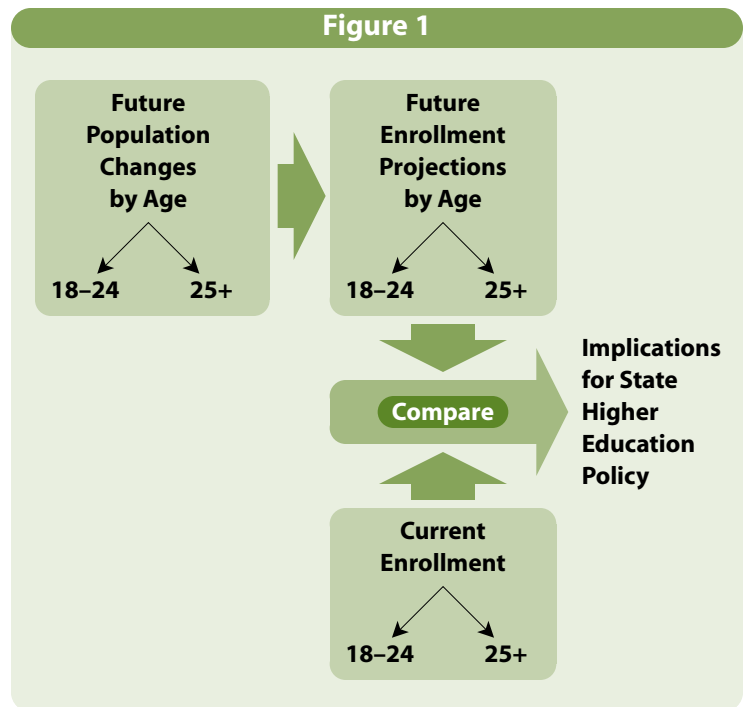 Figure 1
Future
Population
Changes
by Age
18–24 25+
Future
Enrollment
Projections
by Age
18–24 25+
Compare
Implications
for State
Higher
Education
Policy
Current
Enrollment
18–24 25+